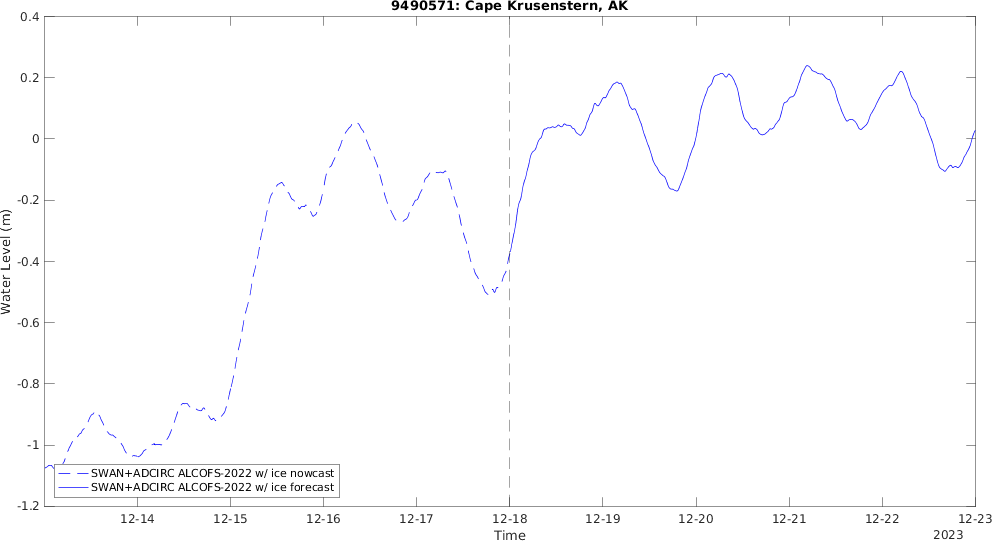 9490571: Cape Krusenstern, AK
0.4
0.2
0
-0.2
-0.4
-0.6
-0.8
-1
-1.2
Water Level (m)
SWAN+ADCIRC ALCOFS-2022 w/ ice nowcast
SWAN+ADCIRC ALCOFS-2022 w/ ice forecast
12-14 12-15 12-16 12-17 12-18 12-19 12-20 12-21 12-22 12-23
Time
2023